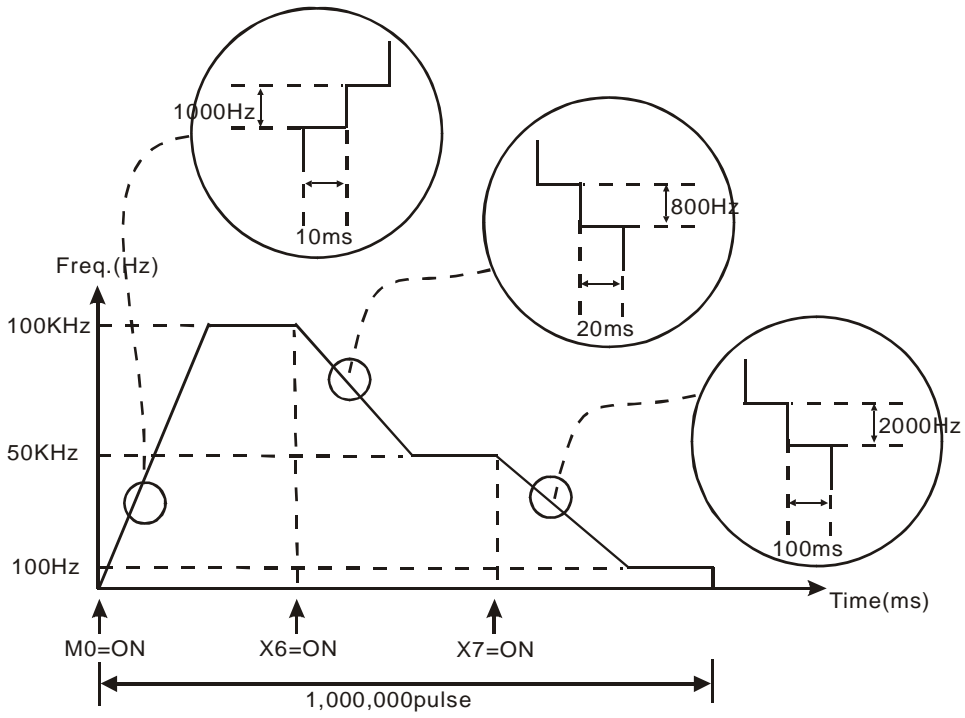 1000Hz
10ms
800Hz
20ms
Freq.(Hz)
100KHz
2000Hz
50KHz
100ms
100Hz
Time(ms)
M0=ON
X6=ON
X7=ON
1,000,000pulse